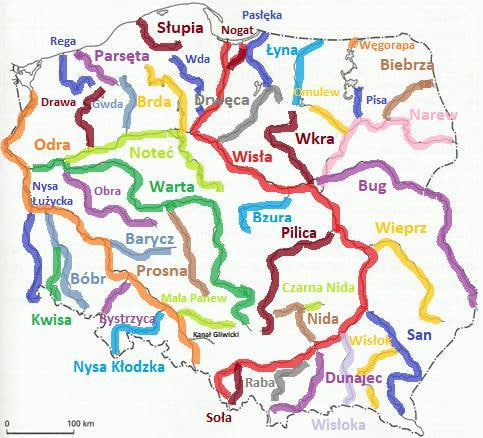 Pasłęka
Słupia
Nogat
Rega
Parsęta
Wda
Łyna
Węgorapa
Biebrza
Drawa
Gwda
Brda
Drwęca
Omulew
Pisa
Narew
Odra
Noteć
Wisła
Wkra
Nysa
Łużycka
Obra
Warta
Bug
Bzura
Pilica
Wieprz
Barycz
Bóbr
Prosna
Mała Panew
Czarna Nida
Kwisa
Bystrzyca
Kanał Gliwicki
Nida
Wisłok
San
Nysa Kłodzka
Raba
Dunajec
Soła
Wisłoka
0 100 km